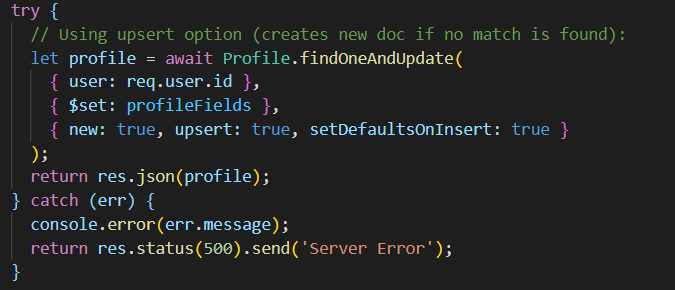 try {
// Using upsert option (creates new doc if no match is found):
let profile = await Profile.findOneAndUpdate(
{ user: req.user.id },
{ $set: profileFields },
{ new: true, upsert: true, setDefaultsOnInsert: true }
);
return res.json(profile);
} catch (err) {
console.error(err.message);
return res.status(500).send('Server Error');
}